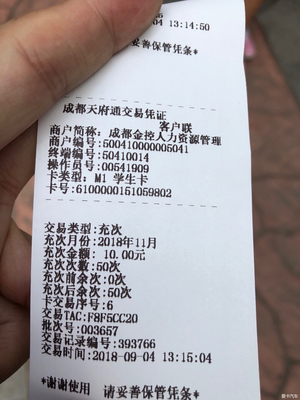 04 13:14:50
请妥善保管凭条*
成都天府通交易凭证
客户联
商户简称: 成都金控人力资源管理
商户编号:500410000005041
终端编号:50410014
操作员号:00541909
卡类型: M1 学生卡
卡号:6100000151059802
交易类型:充次
充次月份:2018年11月
充次金额: 10.00元
充次次数:50次
充次前余次:0次
充次后余次:50次
卡交易序号:6
交易TAC:F8F5CC20
批次号:003657
交易记录编号:393766
交易时间:2018-09-04 13:15:04
*谢谢使用 请妥善保管凭条*